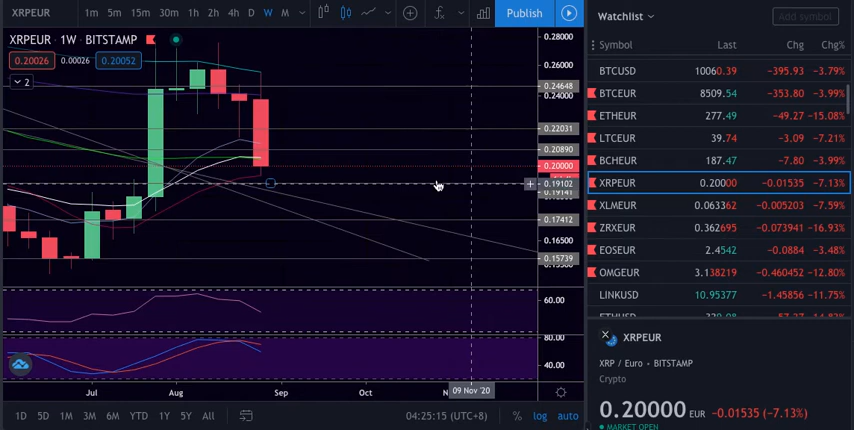 XRPEUR 1m 5m 15m 30m 1h 2h 4h D W M Publish
XRPEUR · 1W · BITSTAMP
0.20026 0.00026 0.20052
2
0.28000
0.24648
0.24000
0.22031
0.20890
0.20000
0.19102
0.19141
0.17412
0.16500
0.15739
60.00
80.00
40.00
Jul Aug Sep Oct 09 Nov '20
1D 5D 1M 3M 6M YTD 1Y 5Y All 04:25:15 (UTC+8) % log auto
Watchlist Add symbol
Symbol Last Chg Chg%
BTCUSD 10060.39 −395.93 −3.79%
BTCEUR 8509.54 −353.80 −3.99%
ETHEUR 277.49 −49.27 −15.08%
LTCEUR 39.74 −3.09 −7.21%
BCHEUR 187.47 −7.80 −3.99%
XRPEUR 0.20000 −0.01535 −7.13%
XLMEUR 0.063362 −0.005203 −7.59%
ZRXEUR 0.362695 −0.073941 −16.93%
EOSEUR 2.4542 −0.0884 −3.48%
OMGEUR 3.138219 −0.460452 −12.80%
LINKUSD 10.95377 −1.45856 −11.75%
XRPEUR
XRP / Euro • BITSTAMP
Crypto
0.20000 EUR −0.01535 (−7.13%)
MARKET OPEN